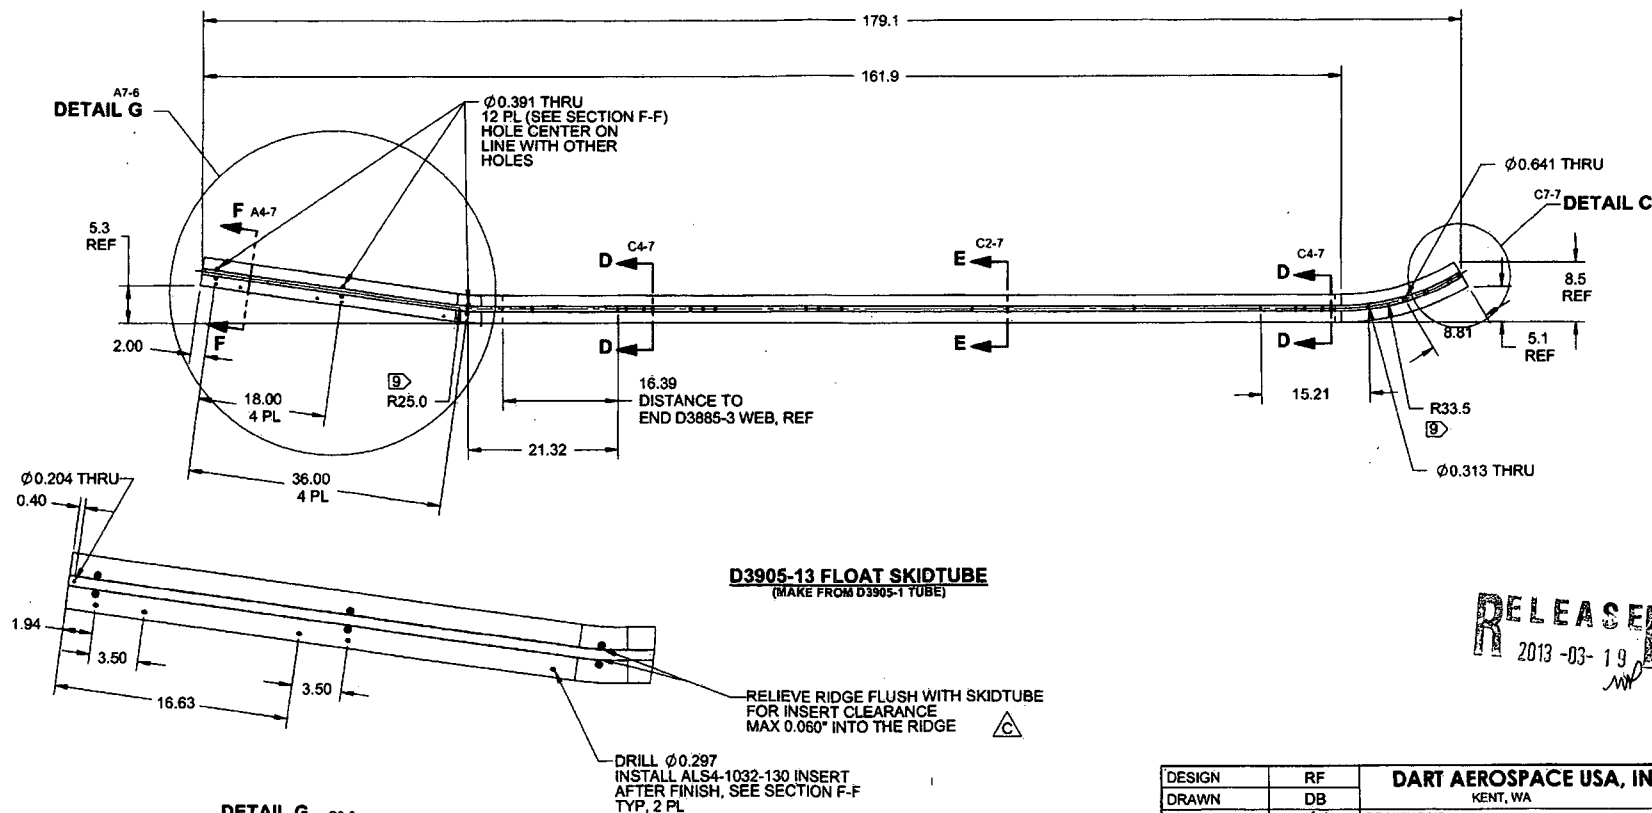 179.1
161.9
A7-6
DETAIL G
Ø0.391 THRU
12 PL (SEE SECTION F-F)
HOLE CENTER ON
LINE WITH OTHER
HOLES
Ø0.641 THRU
C7-7
DETAIL C
F A4-7
5.3
REF
C4-7
D
C2-7
E
C4-7
D
8.5
REF
F
2.00
D
E
D
8.81
5.1
REF
9
R25.0
18.00
4 PL
16.39
DISTANCE TO
END D3885-3 WEB, REF
15.21
R33.5
9
21.32
Ø0.313 THRU
36.00
4 PL
Ø0.204 THRU
0.40
D3905-13 FLOAT SKIDTUBE
(MAKE FROM D3905-1 TUBE)
1.94
3.50
3.50
16.63
RELEASE
2013-03-19
RELIEVE RIDGE FLUSH WITH SKIDTUBE
FOR INSERT CLEARANCE
MAX 0.060" INTO THE RIDGE
C
DRILL Ø0.297
INSTALL ALS4-1032-130 INSERT
AFTER FINISH, SEE SECTION F-F
TYP, 2 PL
DETAIL G
DESIGN RF DART AEROSPACE USA, IN
DRAWN DB KENT, WA